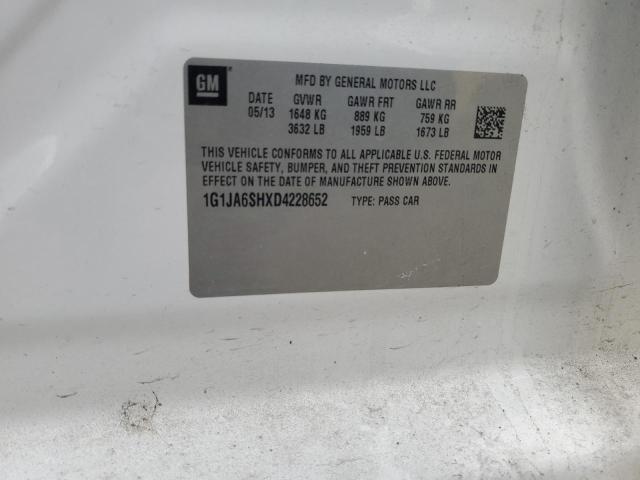 GM MFD BY GENERAL MOTORS LLC
DATE GVWR GAWR FRT GAWR RR
05/13 1648 KG 889 KG 759 KG
3632 LB 1959 LB 1673 LB
THIS VEHICLE CONFORMS TO ALL APPLICABLE U.S. FEDERAL MOTOR
VEHICLE SAFETY, BUMPER, AND THEFT PREVENTION STANDARDS IN
EFFECT ON THE DATE OF MANUFACTURE SHOWN ABOVE.
1G1JA6SHXD4228652 TYPE: PASS CAR